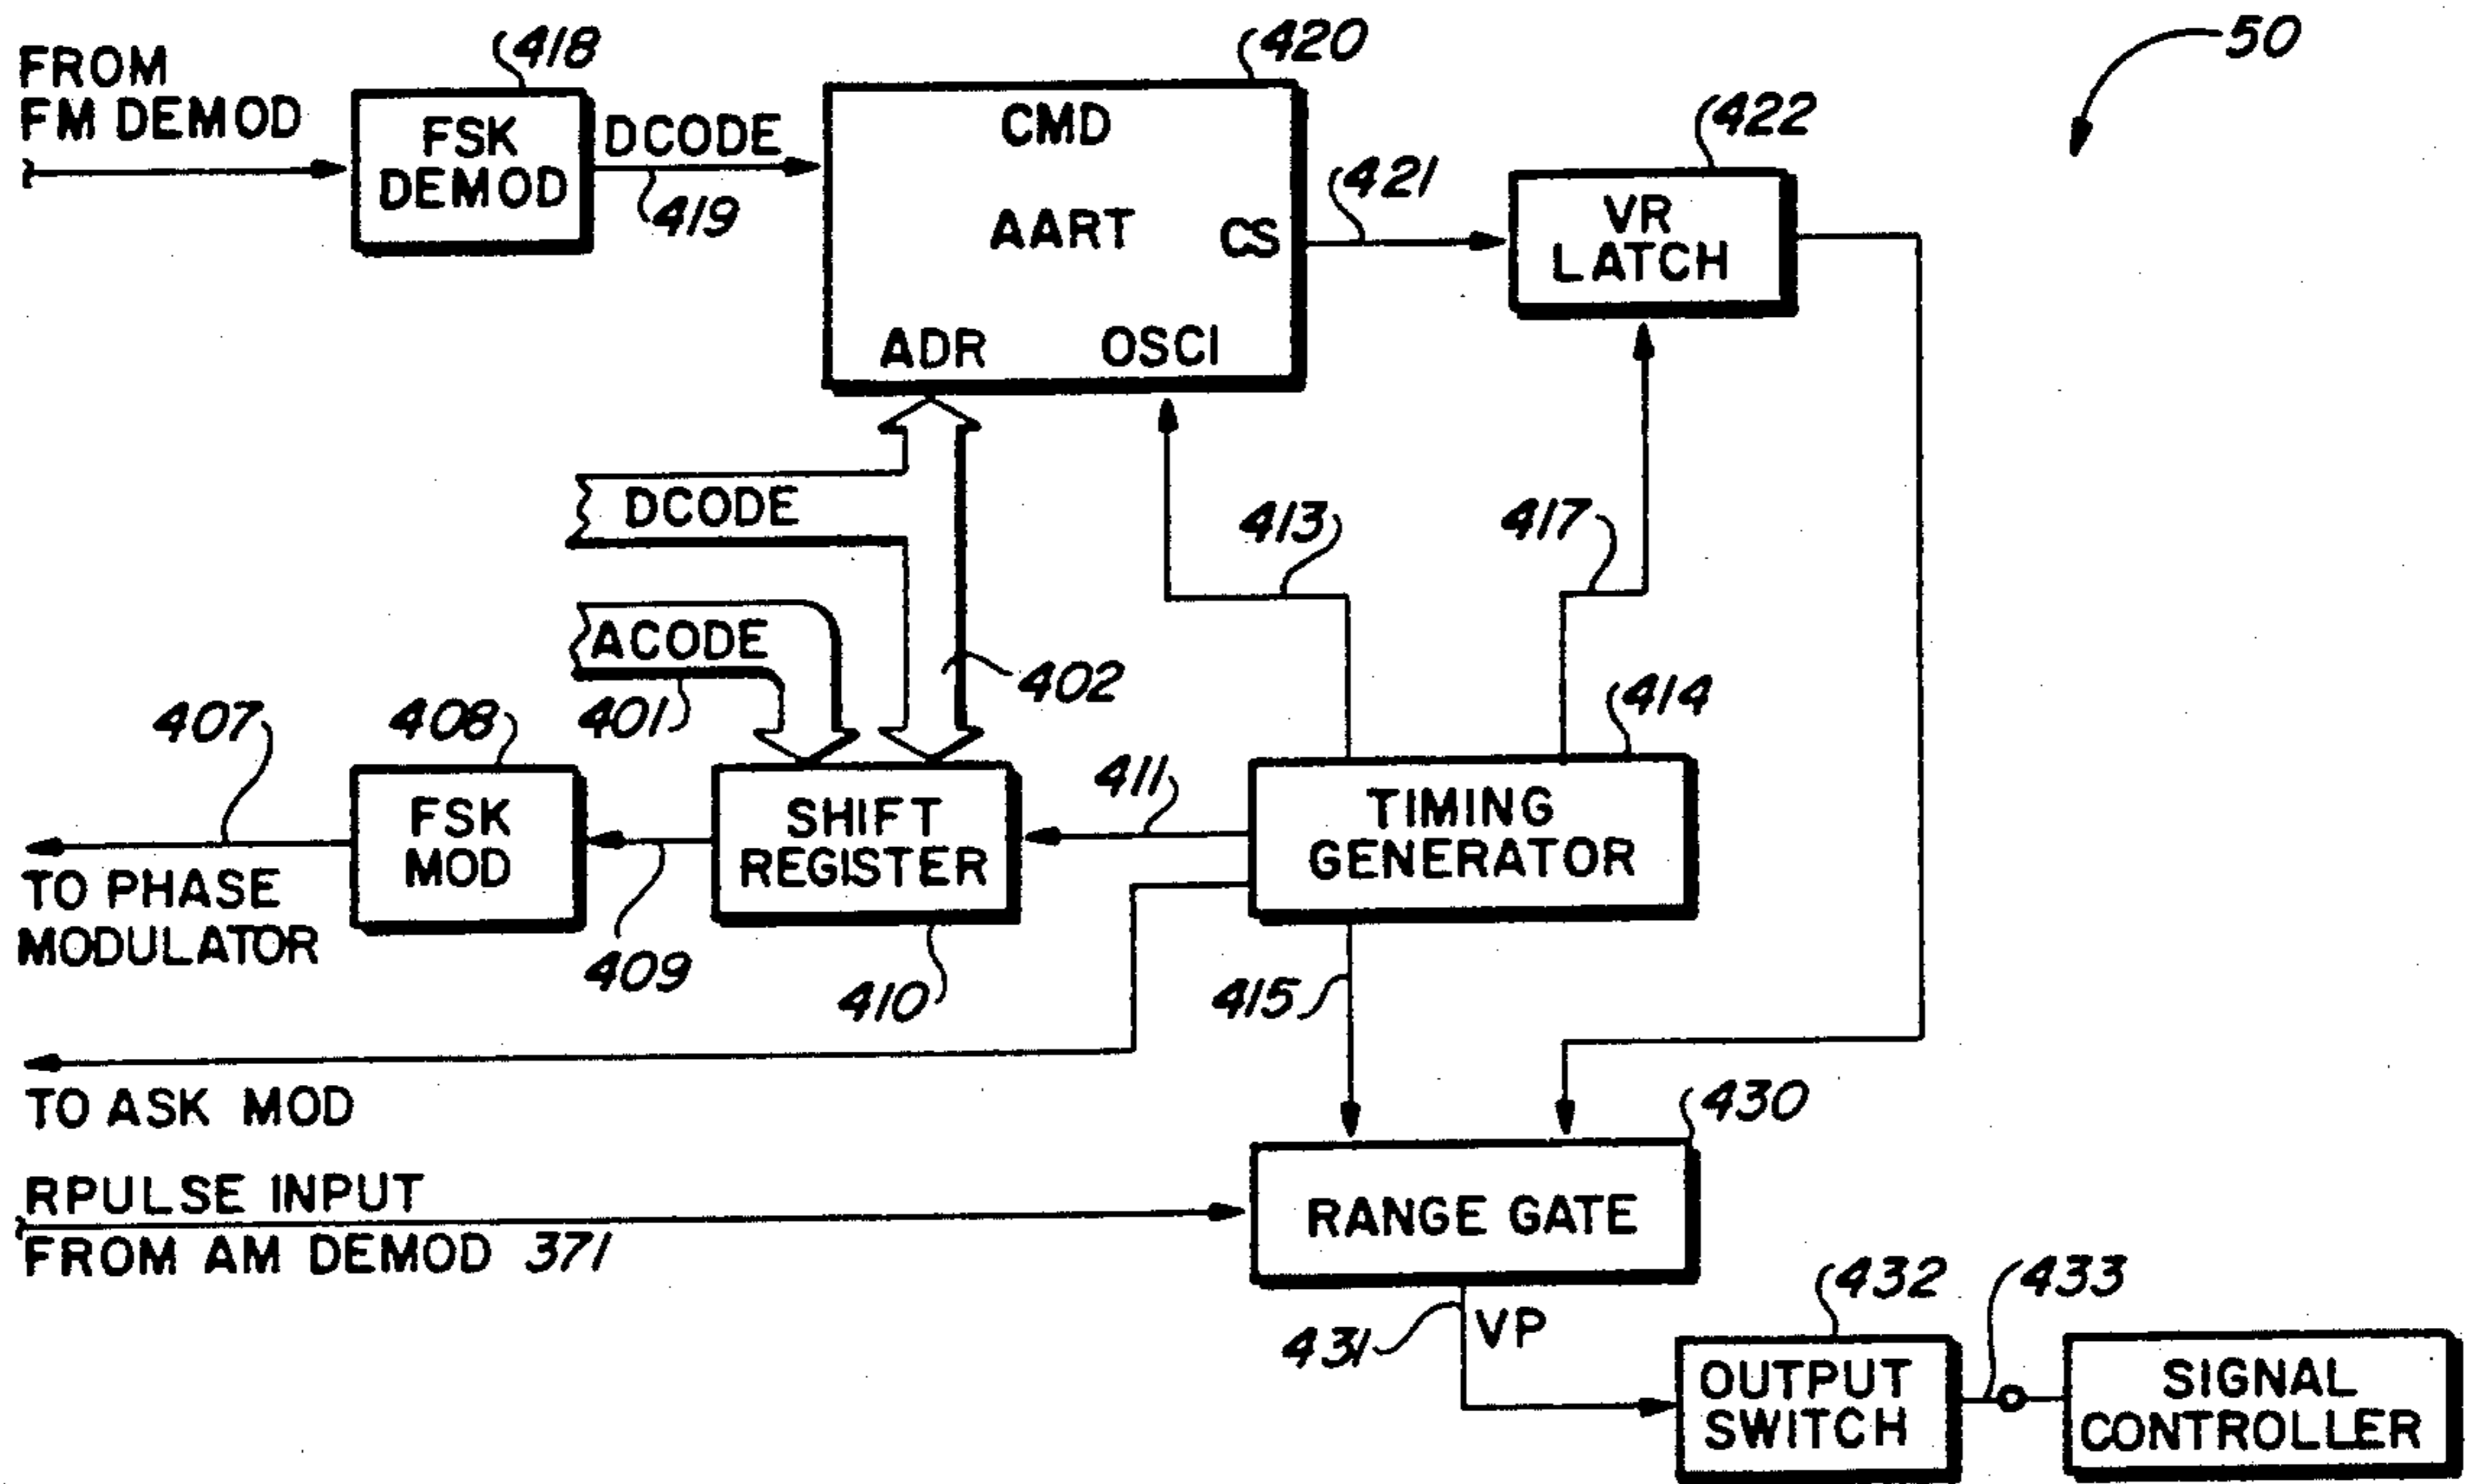 418
420
50
FROM
FM DEMOD
FSK
DEMOD
DCODE
419
CMD
AART
CS
ADR
OSCI
421
422
VR
LATCH
DCODE
413
417
ACODE
401
402
407
408
414
FSK
MOD
409
SHIFT
REGISTER
410
411
TIMING
GENERATOR
TO PHASE
MODULATOR
415
TO ASK MOD
430
RPULSE INPUT
FROM AM DEMOD 371
RANGE GATE
431
VP
432
433
OUTPUT
SWITCH
SIGNAL
CONTROLLER